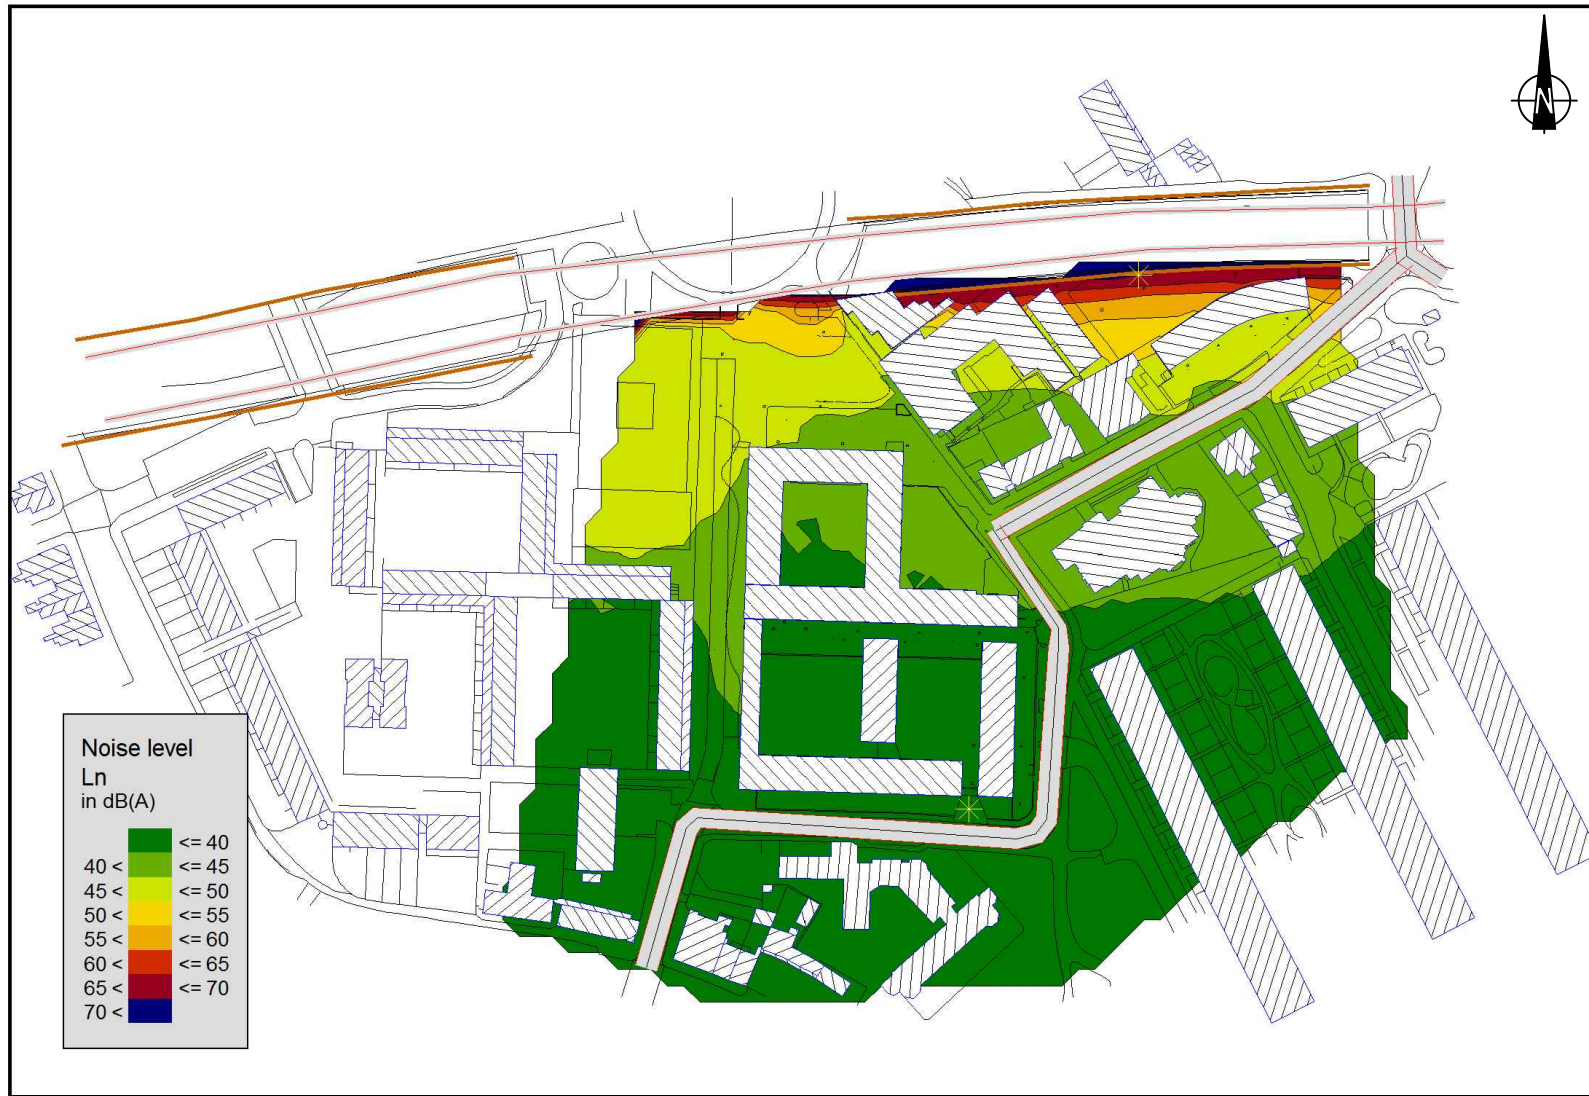 N
Noise level
Ln
in dB(A)
<= 40
40 < <= 45
45 < <= 50
50 < <= 55
55 < <= 60
60 < <= 65
65 < <= 70
70 <